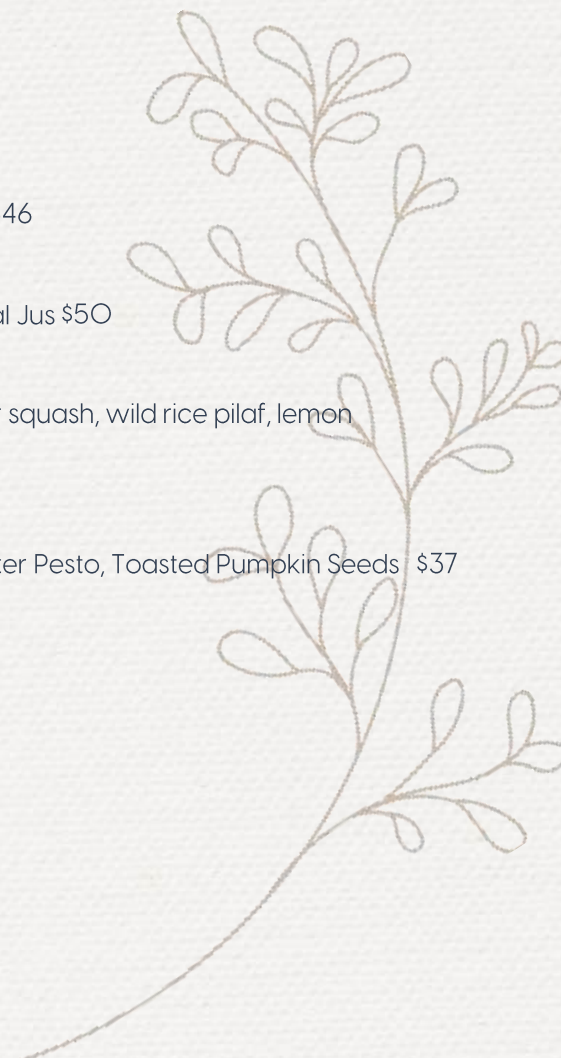 46
al Jus $50
squash, wild rice pilaf, lemon
ter Pesto, Toasted Pumpkin Seeds $37